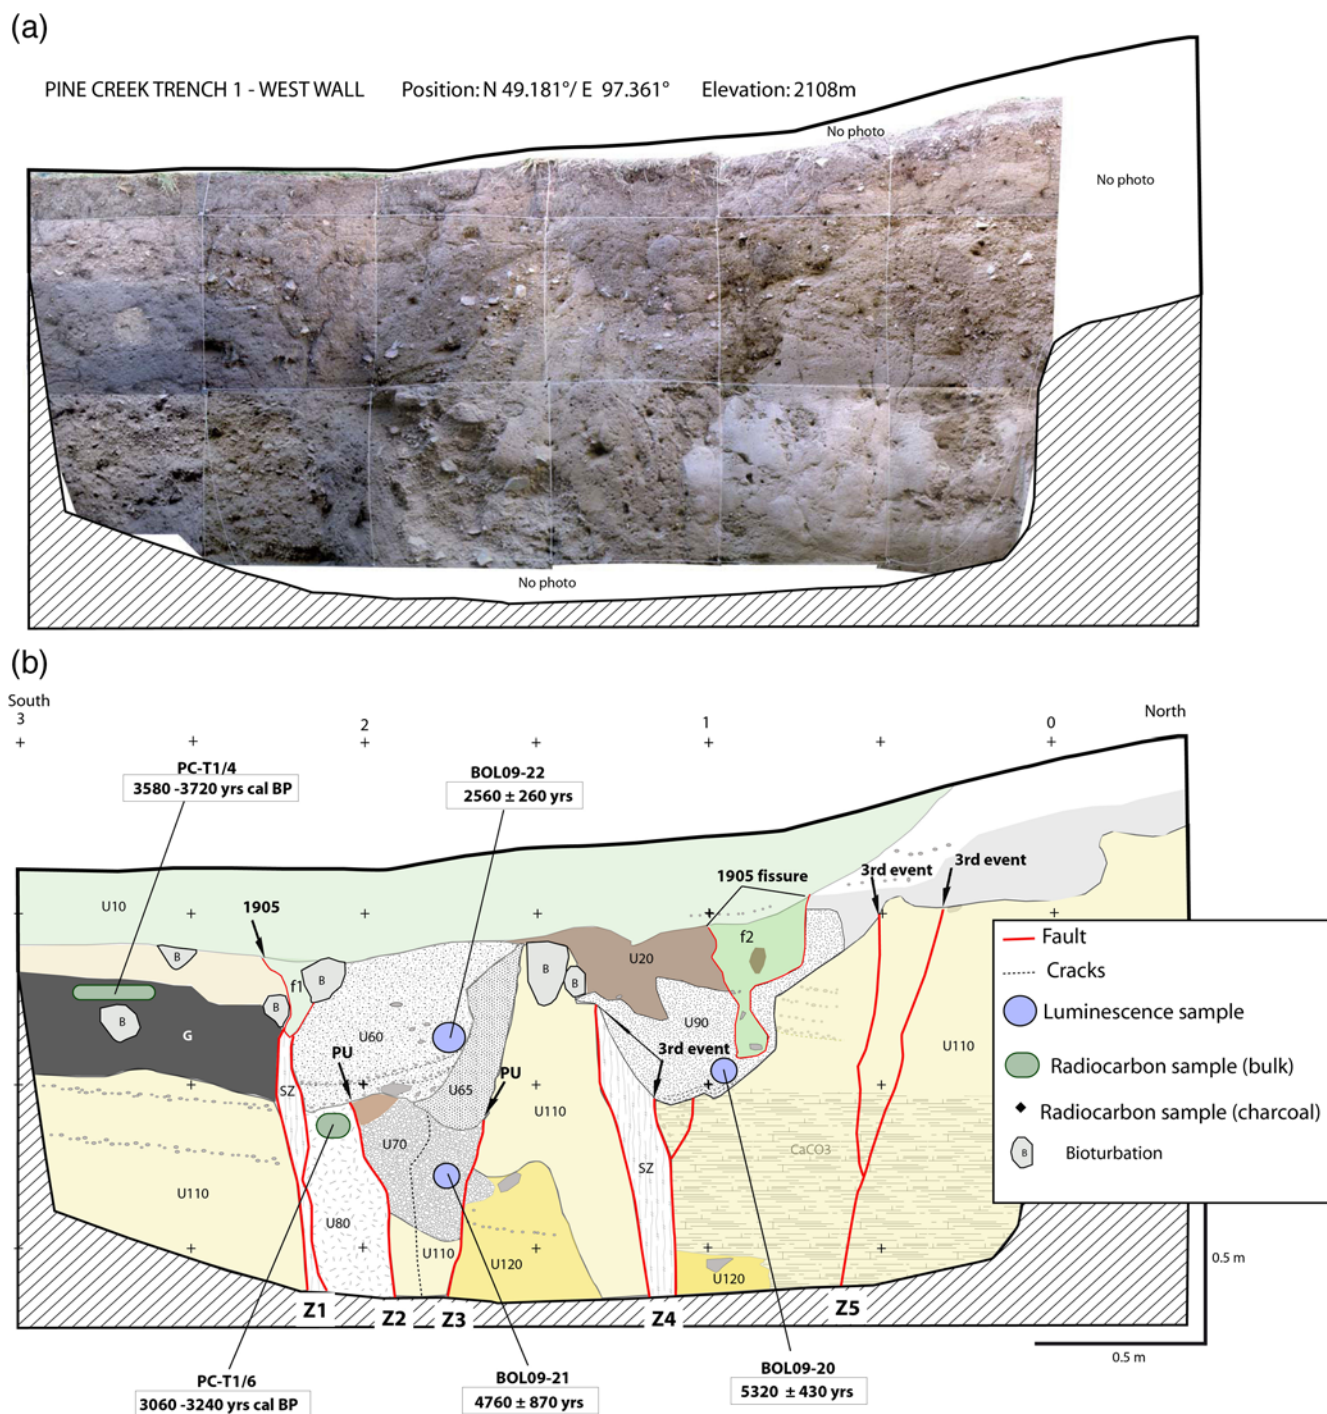 (a)
PINE CREEK TRENCH 1 - WEST WALL Position: N 49.181°/ E 97.361° Elevation: 2108m
No photo
No photo
No photo
(b)
South North
3 2 1 0
PC-T1/4
3580 -3720 yrs cal BP
BOL09-22
2560 ± 260 yrs
1905 fissure
3rd event
3rd event
U10
1905
B
f1
B
U20
f2
B
B
B
B
G
U60
U90
3rd event
Fault
Cracks
Luminescence sample
Radiocarbon sample (bulk)
Radiocarbon sample (charcoal)
B
Bioturbation
PU
SZ
U65
PU
U110
U110
U70
CaCO3
SZ
U110
U80
U110
U120
U120
Z1
Z2
Z3
Z4
Z5
0.5 m
0.5 m
PC-T1/6
3060 -3240 yrs cal BP
BOL09-21
4760 ± 870 yrs
BOL09-20
5320 ± 430 yrs